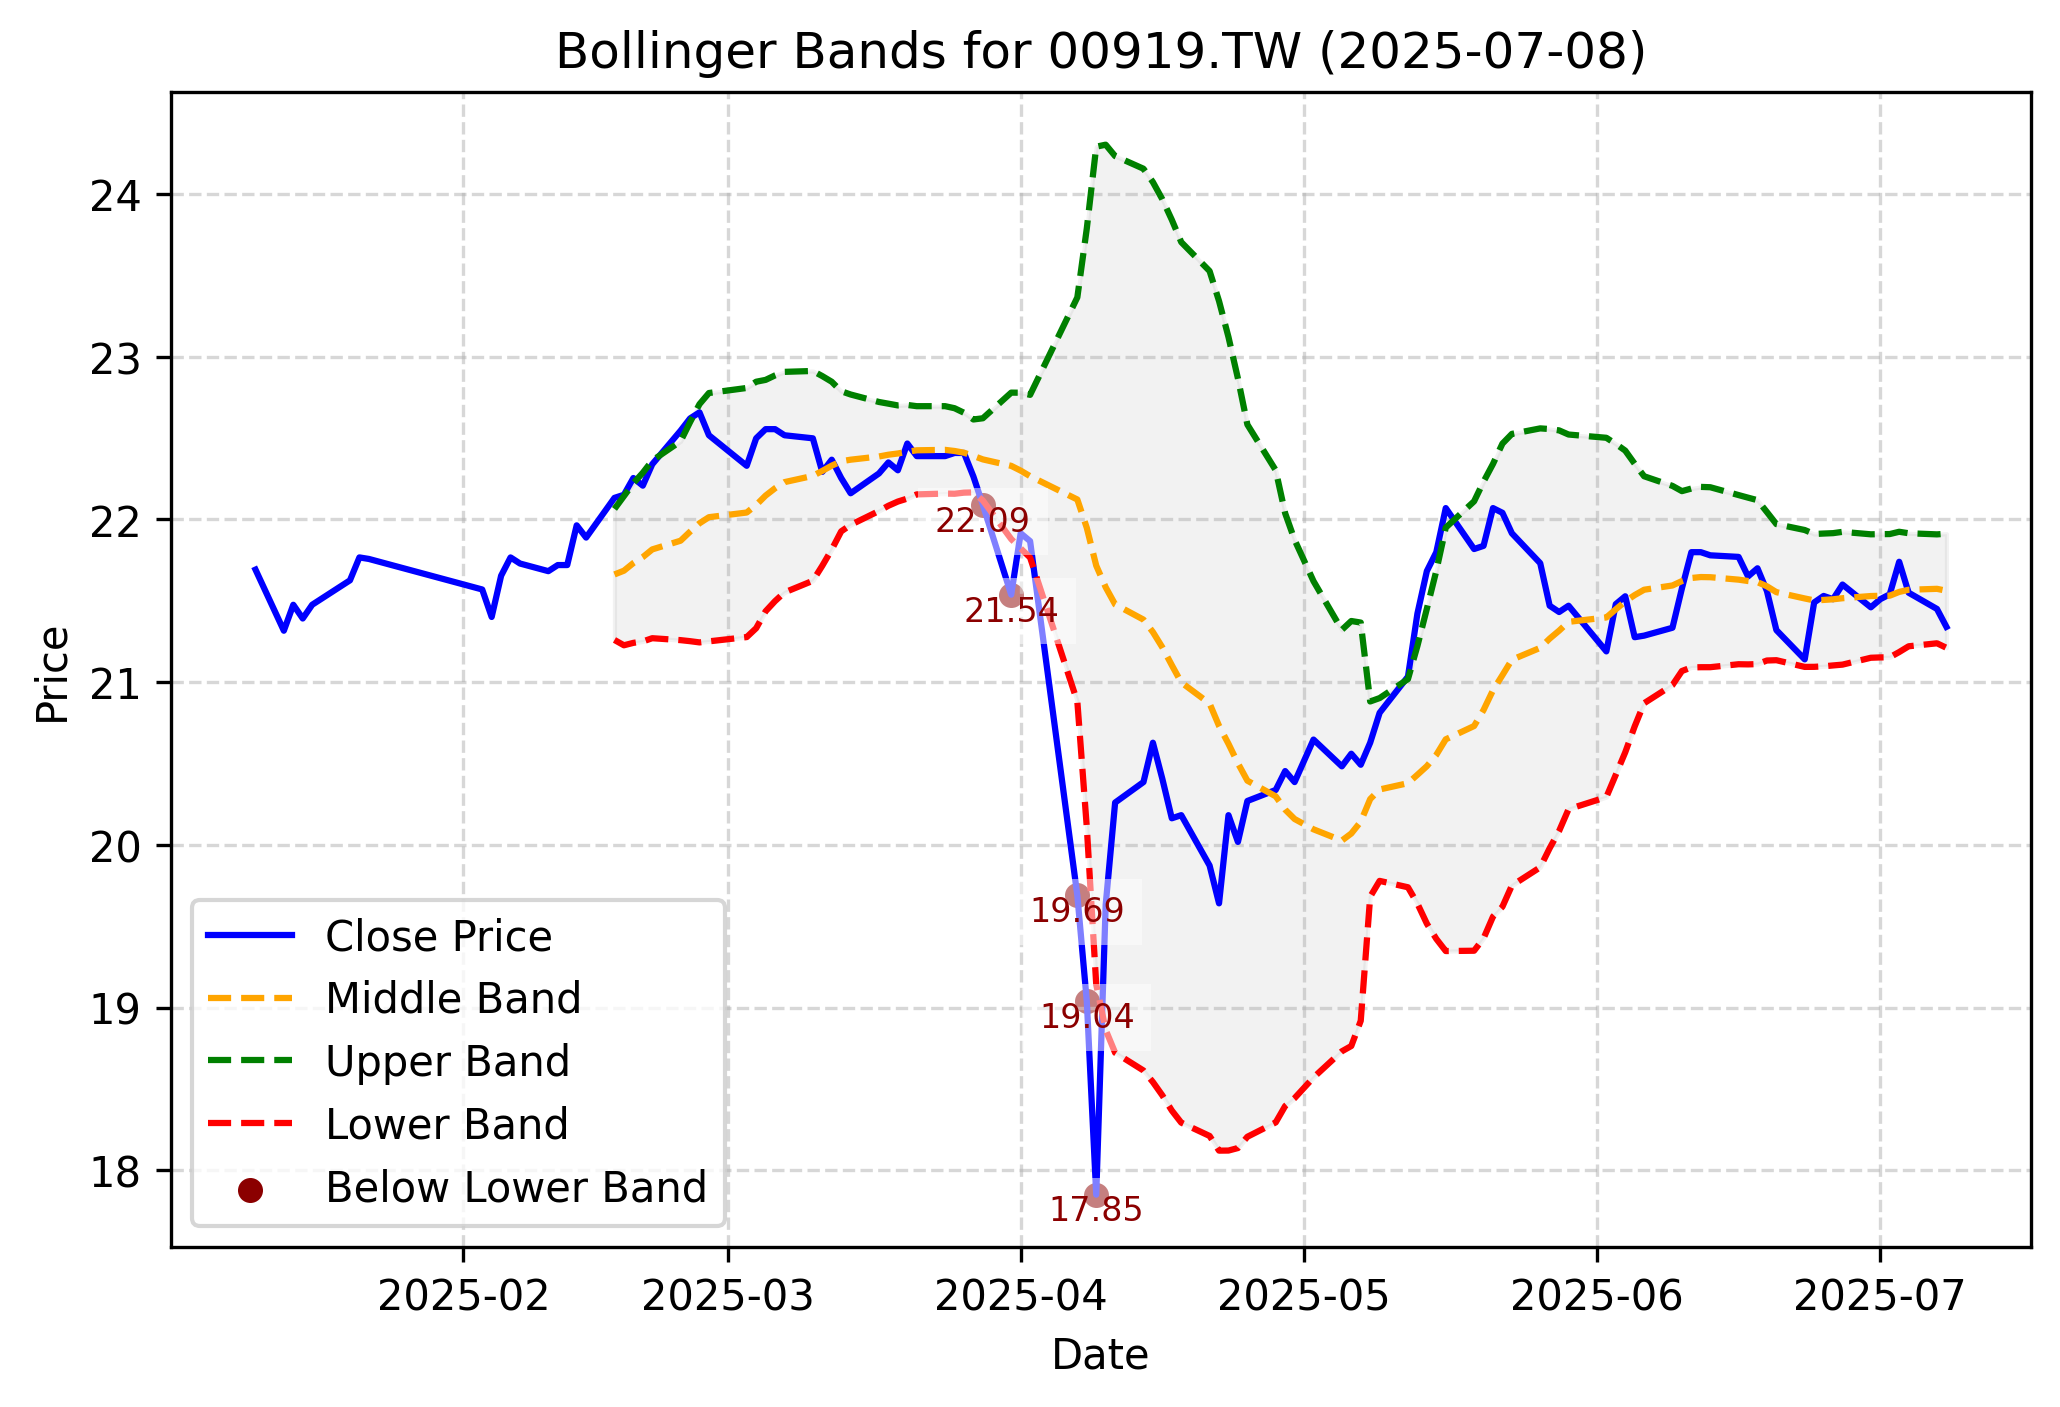 Bollinger Bands for 00919.TW (2025-07-08)
24
23
22
21
20
19
18
Price
22.09
21.54
19.69
19.04
17.85
Close Price
Middle Band
Upper Band
Lower Band
Below Lower Band
2025-02
2025-03
2025-04
2025-05
2025-06
2025-07
Date